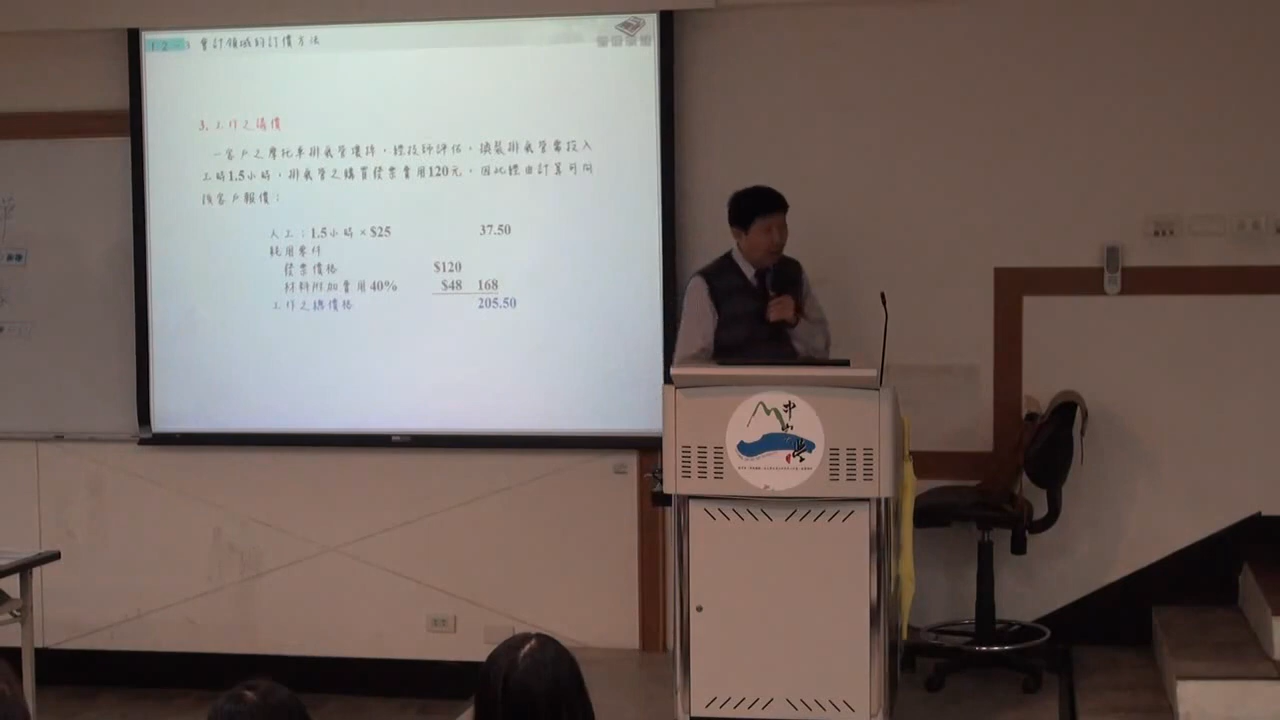 12-3 會計領域的訂價方法
3. 工作之議價
一客戶之摩托車排氣管壞掉，經技師評估，換裝排氣管需投入
工時1.5小時，排氣管之購買發票費用120元，因此經由計算可向
該客戶報價：
人工：1.5小時 × $25 37.50
耗用零件
發票價格 $120
材料附加費用40% $48 168
工作之總價格 205.50